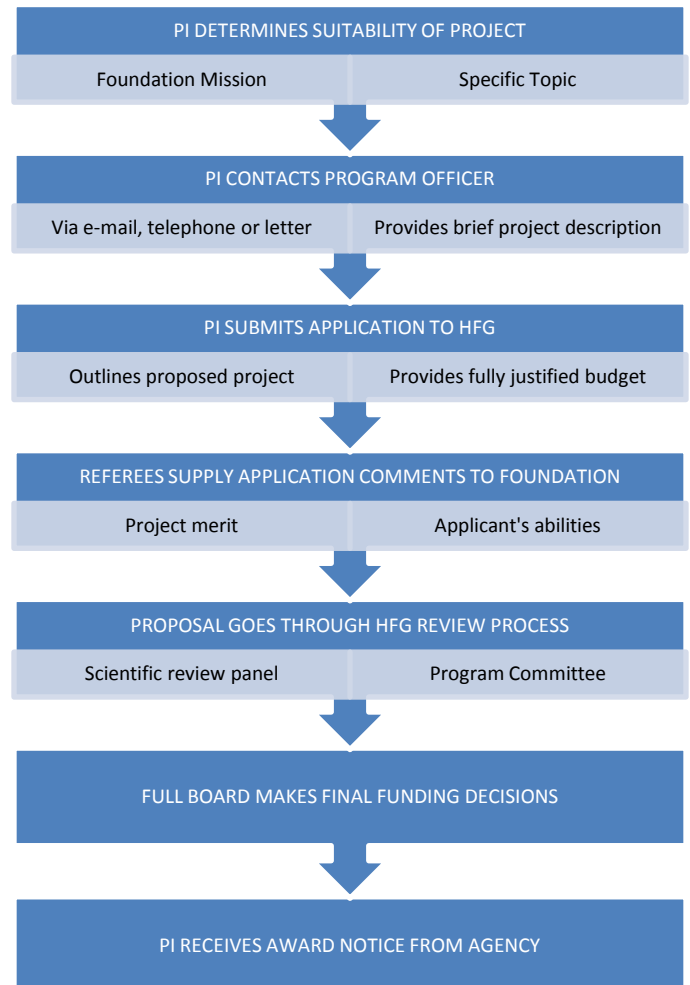 PI DETERMINES SUITABILITY OF PROJECT
Foundation Mission
Specific Topic
PI CONTACTS PROGRAM OFFICER
Via e-mail, telephone or letter
Provides brief project description
PI SUBMITS APPLICATION TO HFG
Outlines proposed project
Provides fully justified budget
REFEREES SUPPLY APPLICATION COMMENTS TO FOUNDATION
Project merit
Applicant's abilities
PROPOSAL GOES THROUGH HFG REVIEW PROCESS
Scientific review panel
Program Committee
FULL BOARD MAKES FINAL FUNDING DECISIONS
PI RECEIVES AWARD NOTICE FROM AGENCY